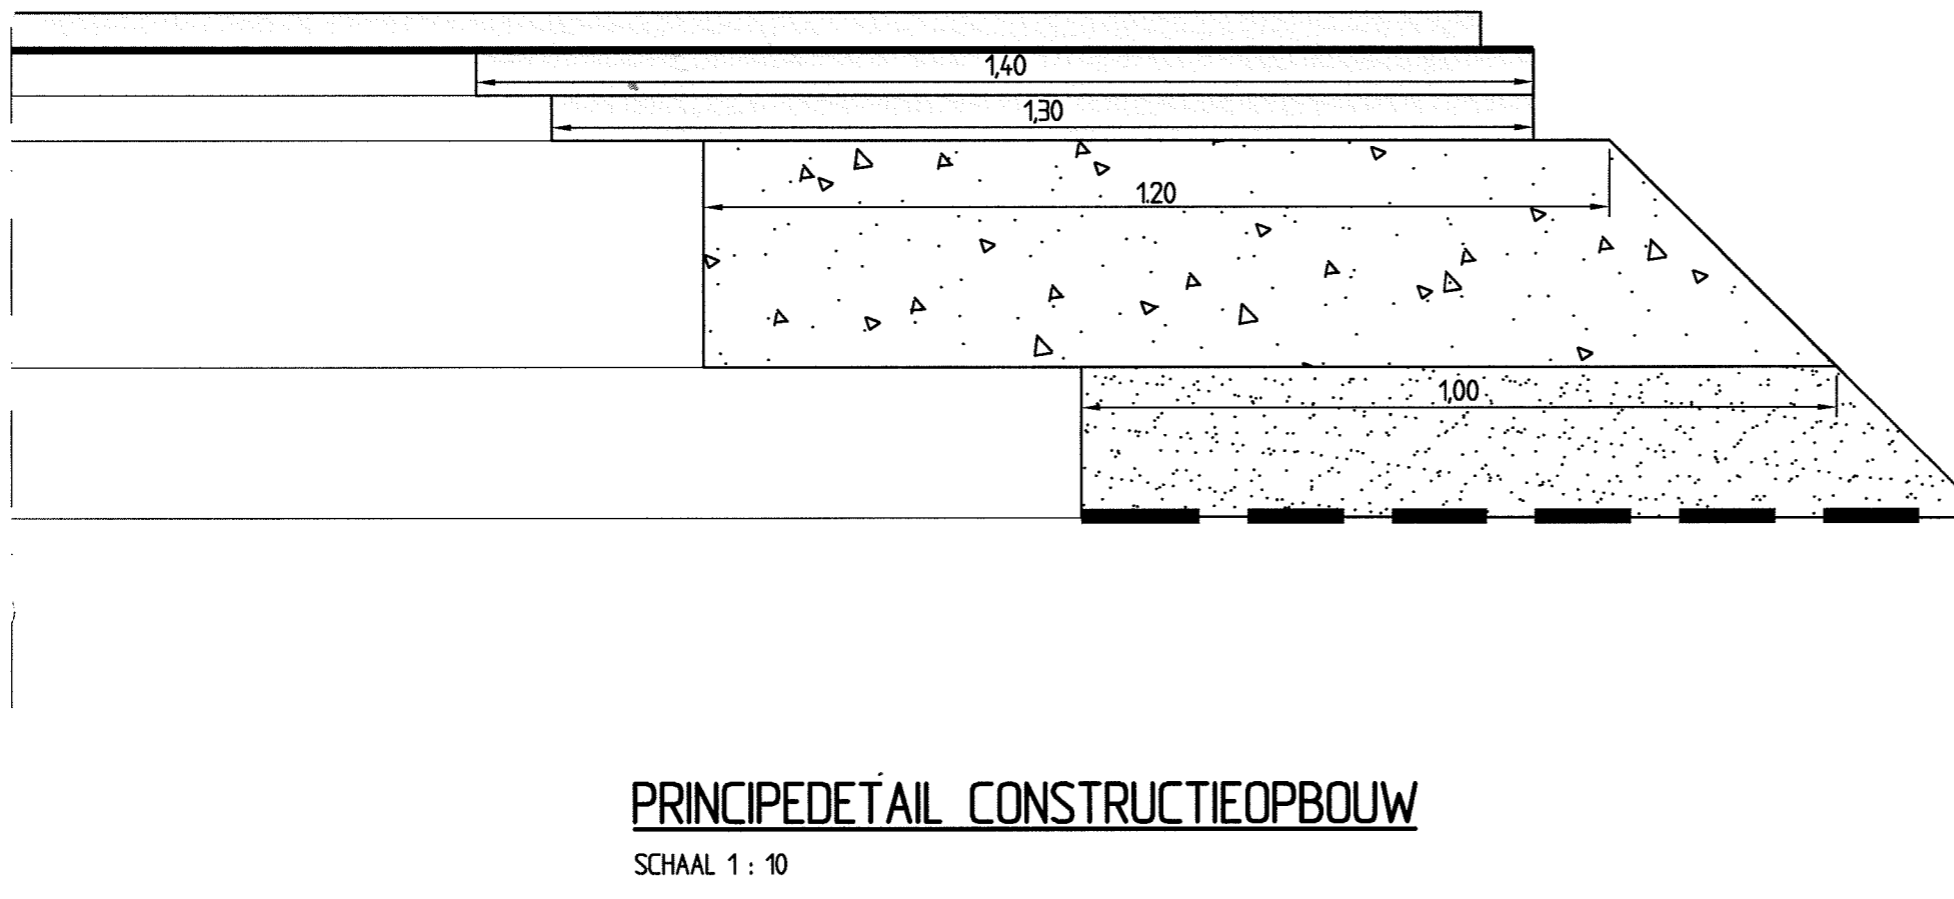 1,40
1,30
1.20
1,00
PRINCIPEDETAIL CONSTRUCTIEOPBOUW
SCHAAL 1 : 10